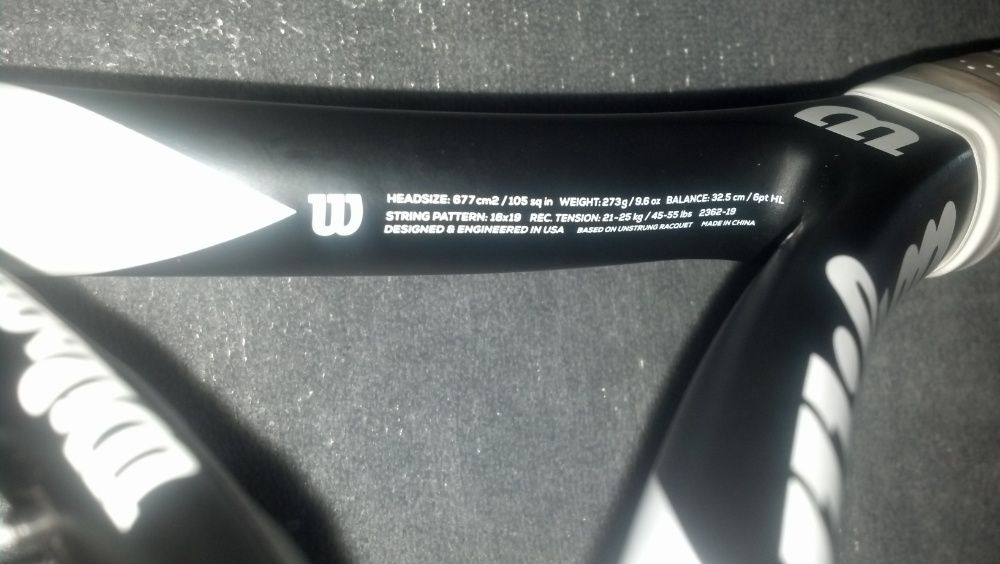 HEADSIZE: 677cm2 / 105 sq in WEIGHT: 273g / 9.6 oz BALANCE: 32.5 cm / 6pt HL
STRING PATTERN: 16x19 REC. TENSION: 21-25 kg / 45-55 lbs 2362-19
DESIGNED & ENGINEERED IN USA BASED ON UNSTRUNG RACQUET MADE IN CHINA